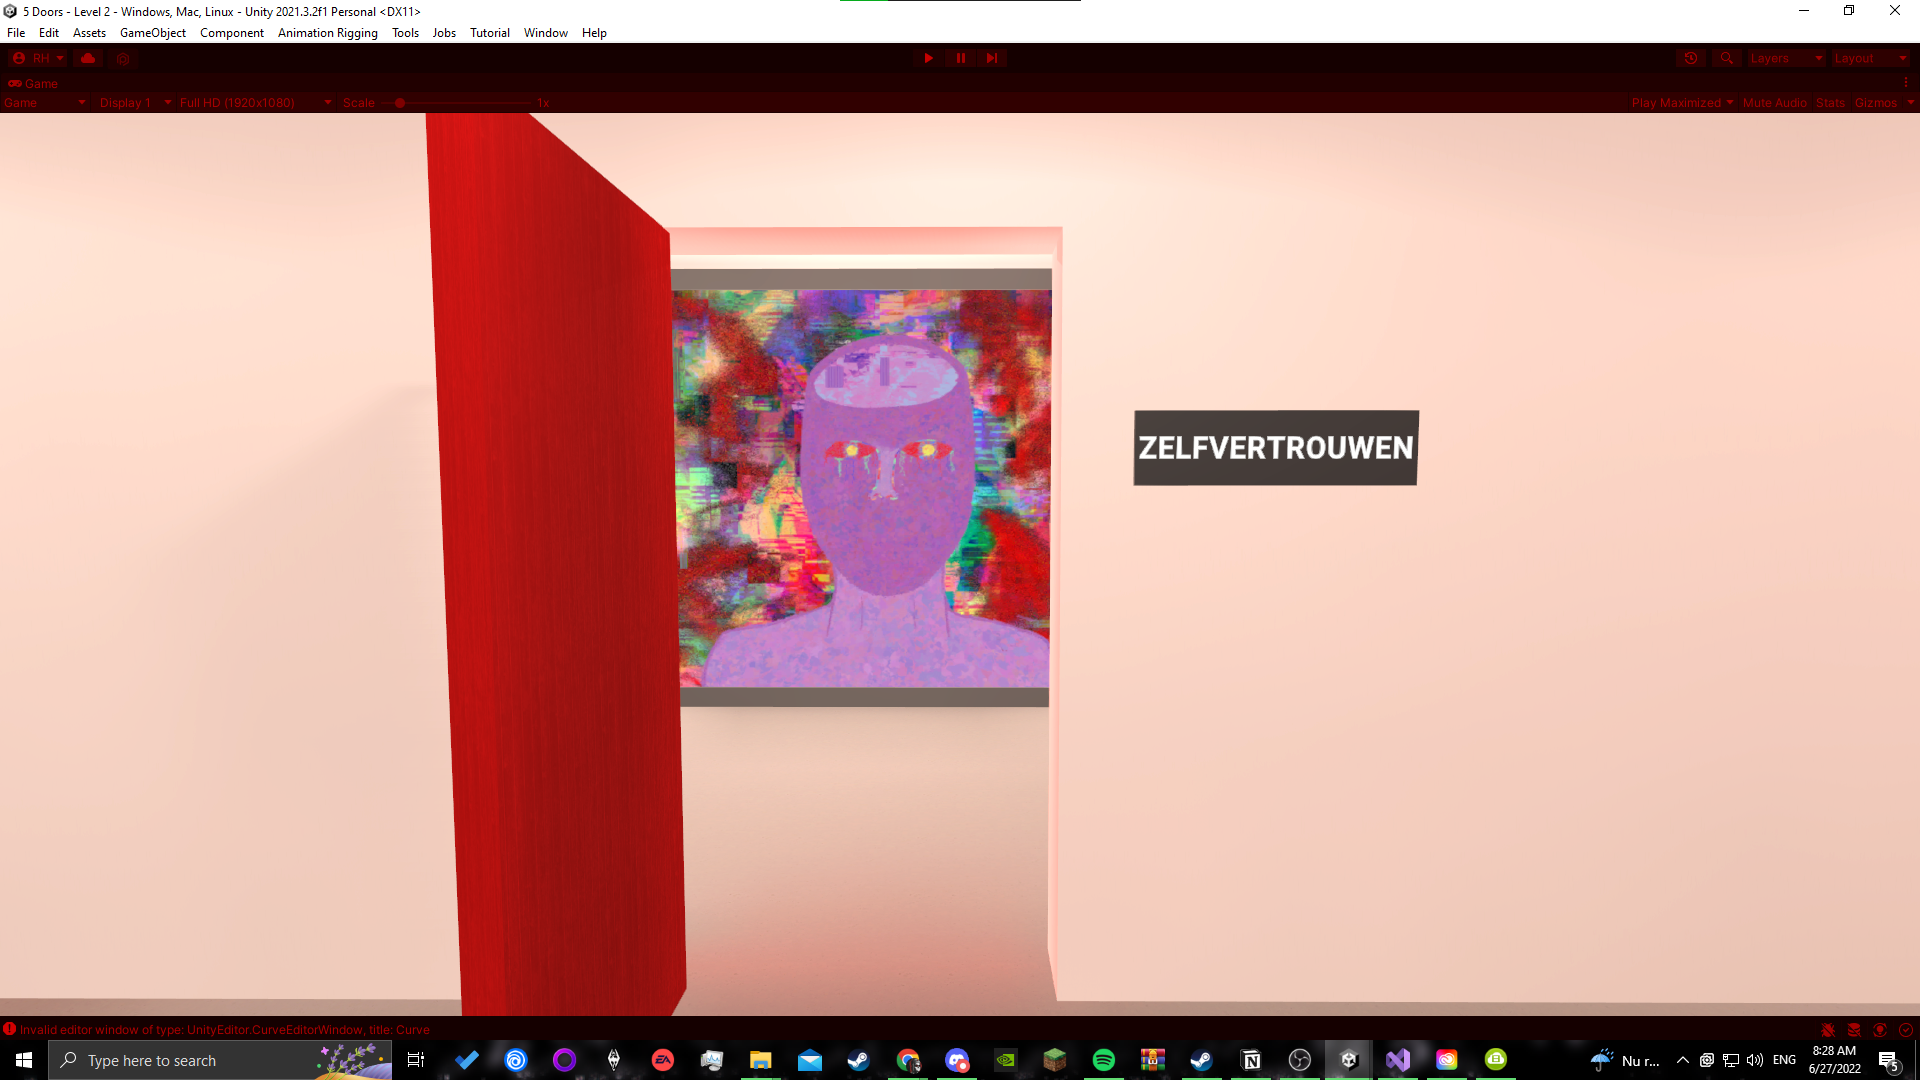 5 Doors - Level 2 - Windows, Mac, Linux - Unity 2021.3.2f1 Personal <DX11>
File Edit Assets GameObject Component Animation Rigging Tools Jobs Tutorial Window Help
RH Layers Layout
Game
Game Display 1 Full HD (1920x1080) Scale 1x Play Maximized Mute Audio Stats Gizmos
ZELFVERTROUWEN
Invalid editor window of type: UnityEditor.CurveEditorWindow, title: Curve
Type here to search EA Nu r... ENG 8:28 AM
6/27/2022 5